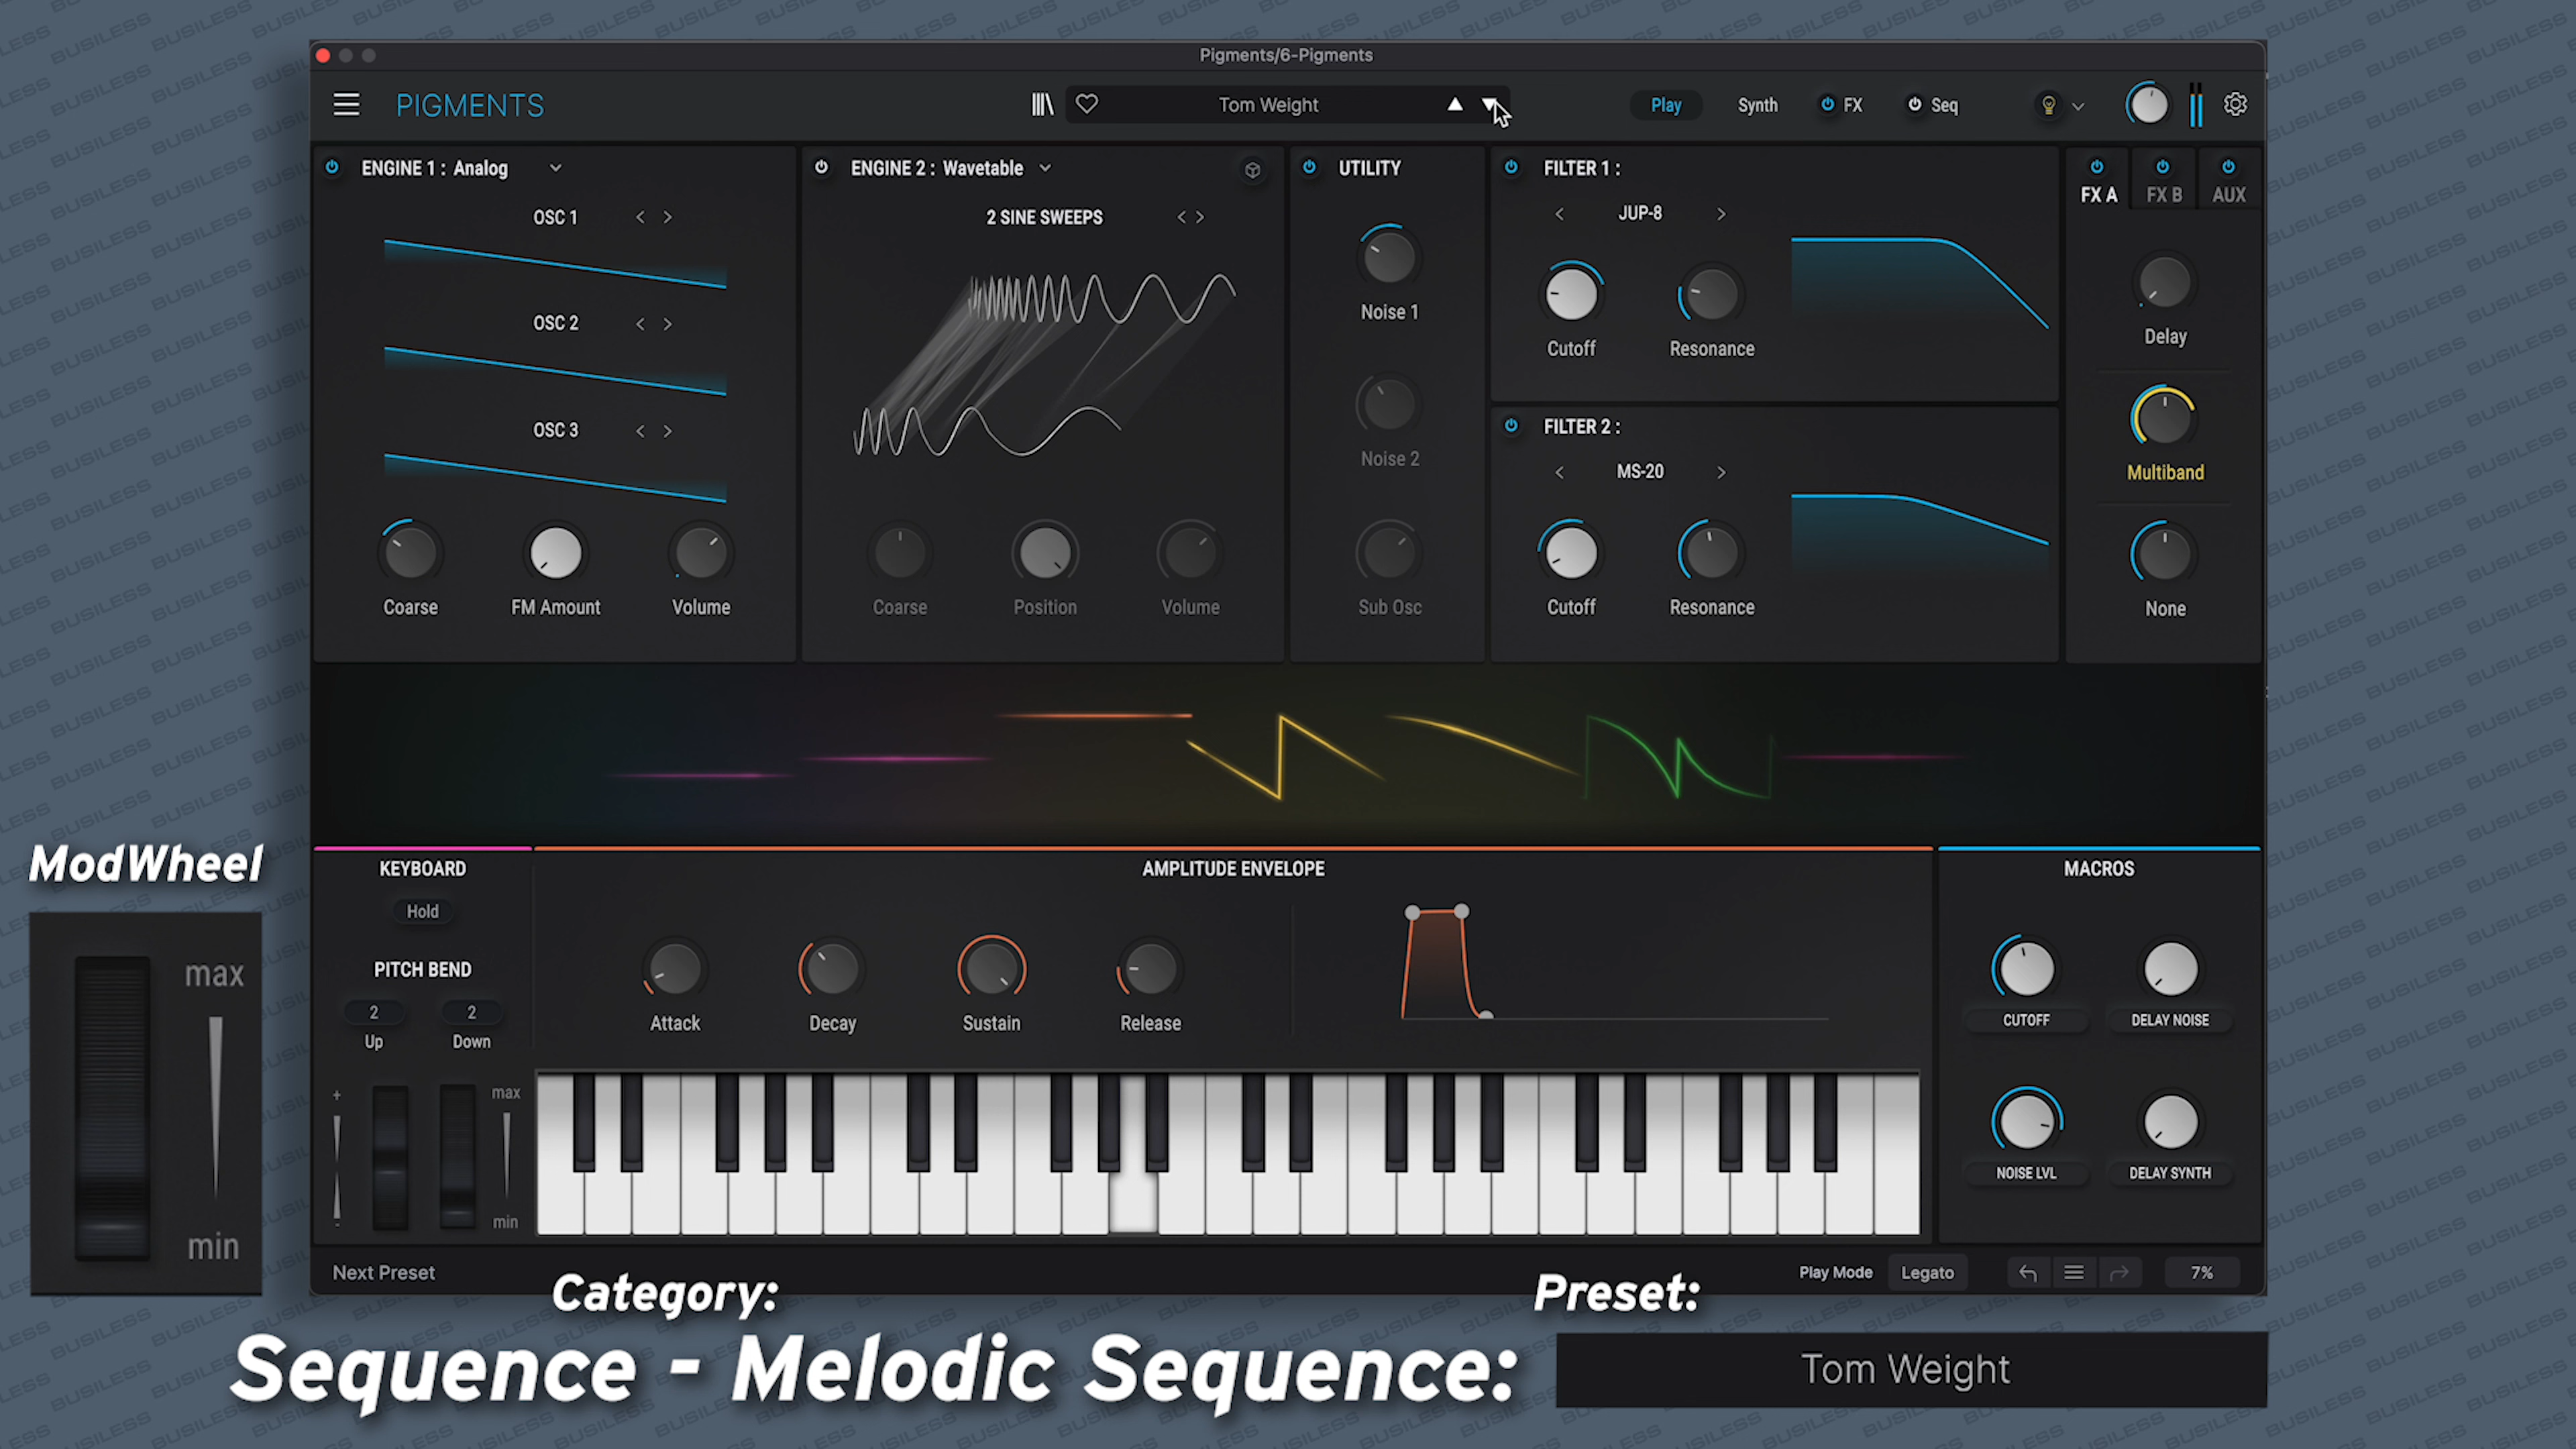 Pigments/6-Pigments
PIGMENTS
Tom Weight
Play
Synth
FX
Seq
ENGINE 1 : Analog
ENGINE 2 : Wavetable
UTILITY
FILTER 1 :
FX A
FX B
AUX
OSC 1
2 SINE SWEEPS
JUP-8
Noise 1
Cutoff
Resonance
Delay
OSC 2
OSC 3
Noise 2
FILTER 2 :
MS-20
Multiband
Coarse
FM Amount
Volume
Coarse
Position
Volume
Sub Osc
Cutoff
Resonance
None
ModWheel
max
min
KEYBOARD
Hold
PITCH BEND
2
2
Up
Down
+
-
max
min
AMPLITUDE ENVELOPE
Attack
Decay
Sustain
Release
MACROS
CUTOFF
DELAY NOISE
NOISE LVL
DELAY SYNTH
Next Preset
Play Mode
Legato
7%
Category:
Preset:
Sequence - Melodic Sequence:
Tom Weight
BUSILESS